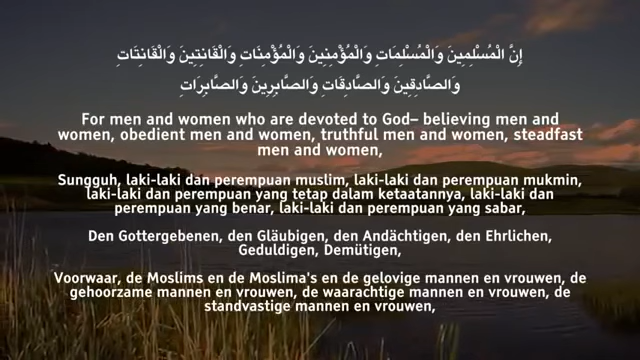 إِنَّ الْمُسْلِمِينَ وَالْمُسْلِمَاتِ وَالْمُؤْمِنِينَ وَالْمُؤْمِنَاتِ وَالْقَانِتِينَ وَالْقَانِتَاتِ
وَالصَّادِقِينَ وَالصَّادِقَاتِ وَالصَّابِرِينَ وَالصَّابِرَاتِ
For men and women who are devoted to God– believing men and
women, obedient men and women, truthful men and women, steadfast
men and women,
Sungguh, laki-laki dan perempuan muslim, laki-laki dan perempuan mukmin,
laki-laki dan perempuan yang tetap dalam ketaatannya, laki-laki dan
perempuan yang benar, laki-laki dan perempuan yang sabar,
Den Gottergebenen, den Gläubigen, den Andächtigen, den Ehrlichen,
Geduldigen, Demütigen,
Voorwaar, de Moslims en de Moslima's en de gelovige mannen en vrouwen, de
gehoorzame mannen en vrouwen, de waarachtige mannen en vrouwen, de
standvastige mannen en vrouwen,